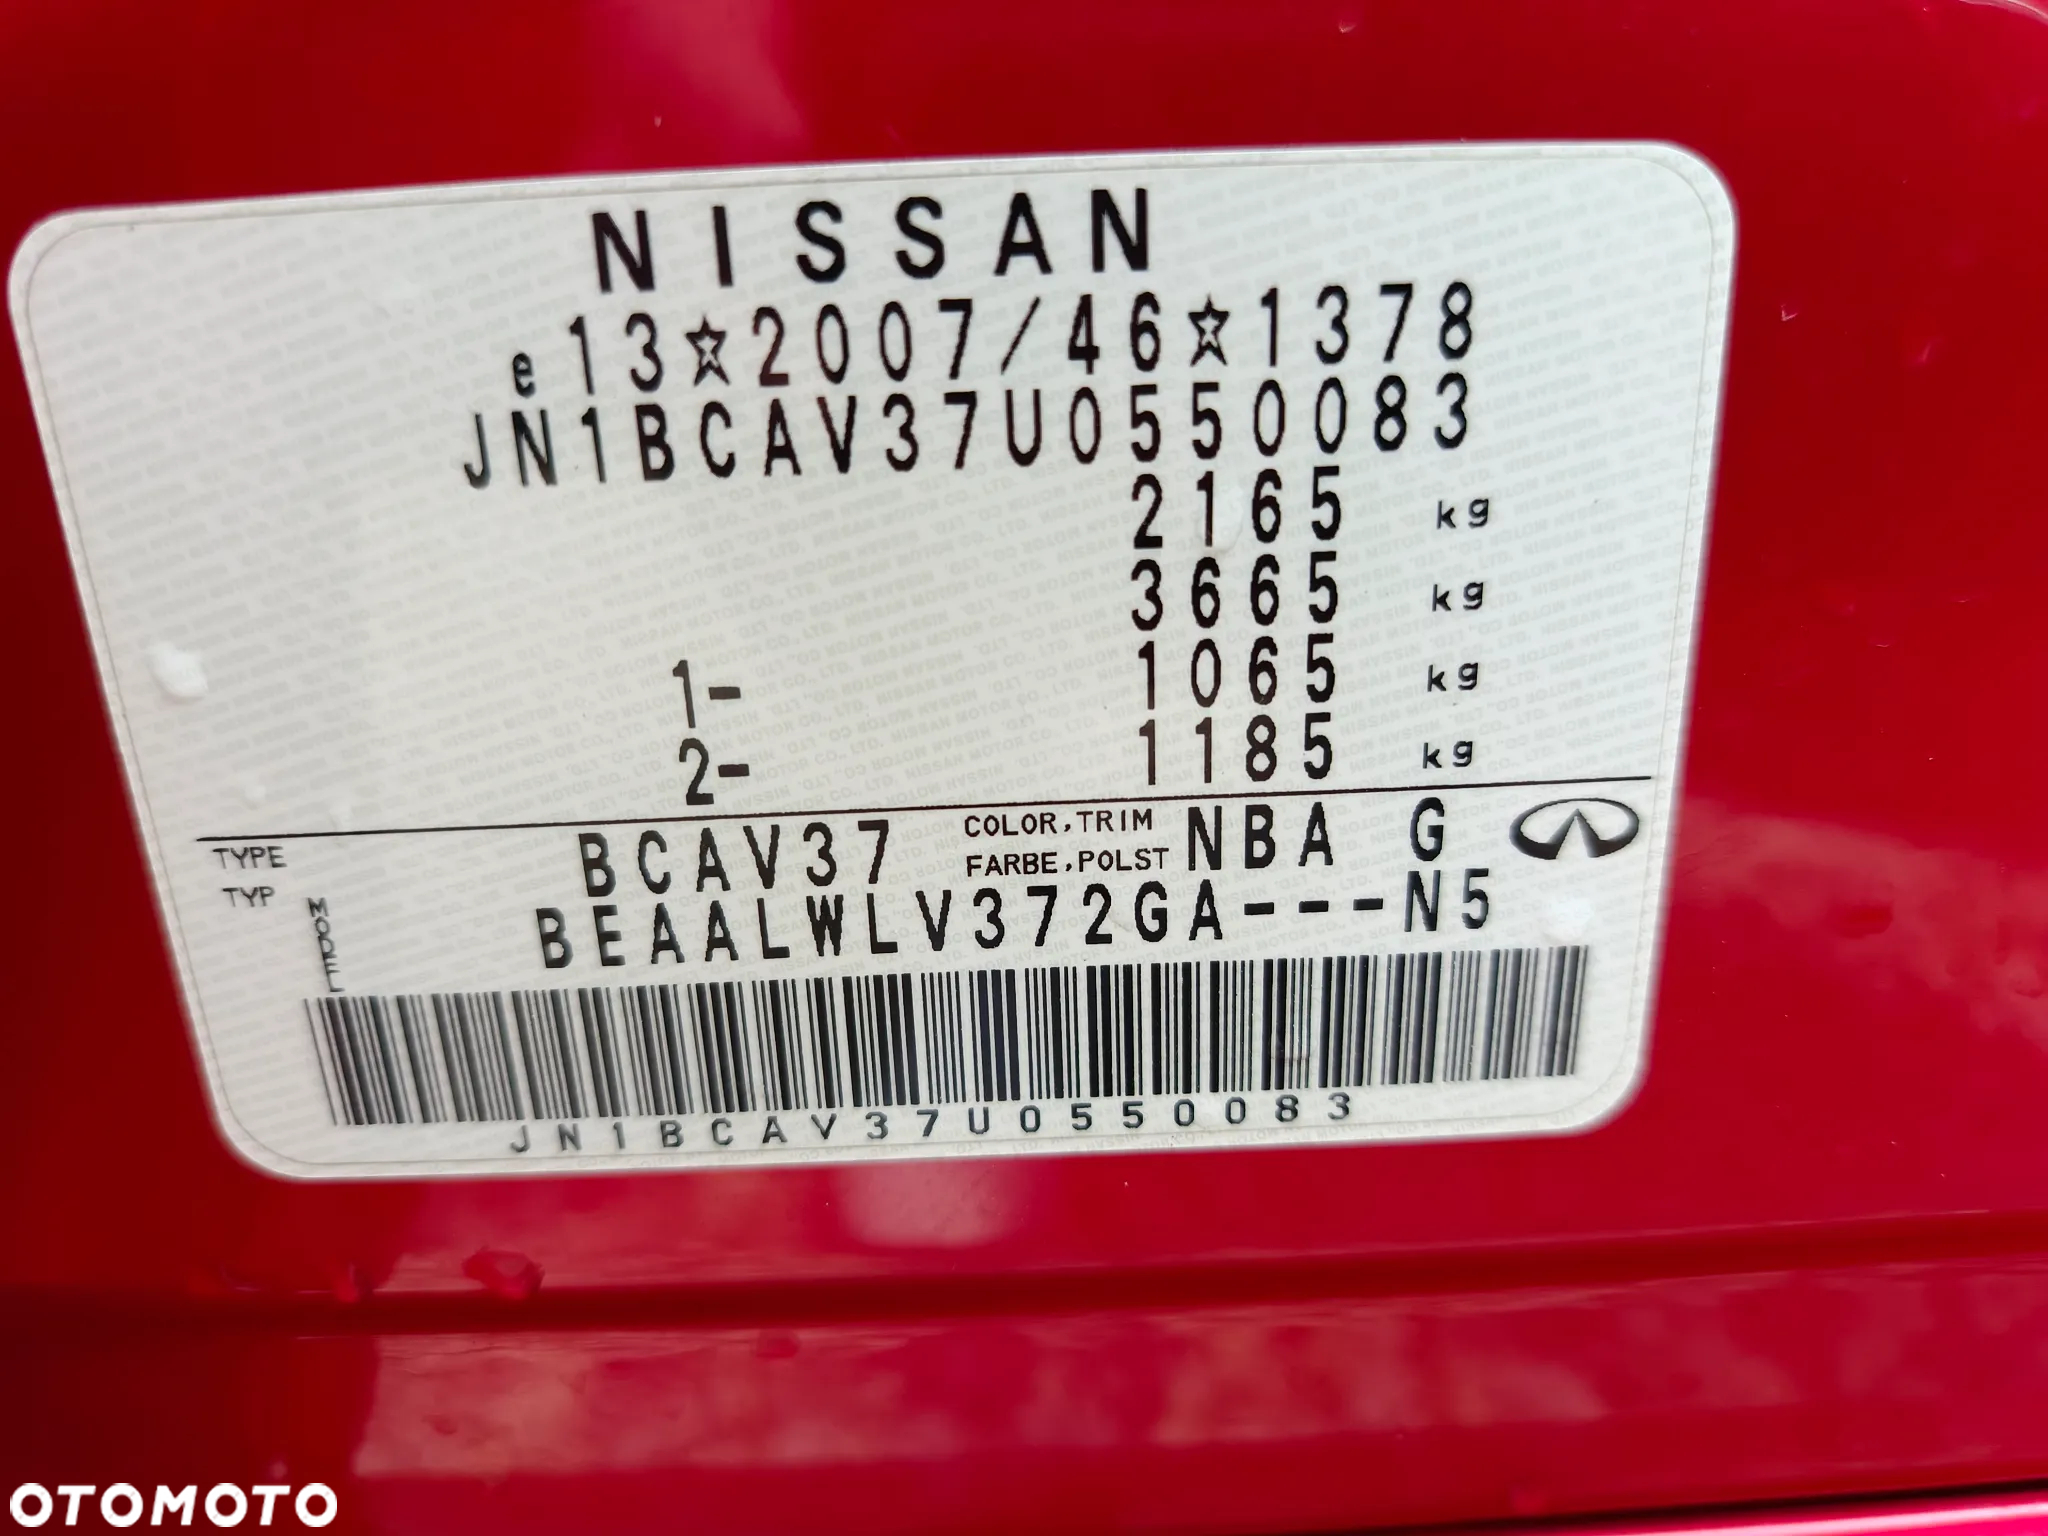 NISSAN
e13☆2007/46☆1378
JN1BCAV37U0550083
2165 kg
3665 kg
1- 1065 kg
2- 1185 kg
TYPE BCAV37 COLOR,TRIM NBA G
TYP FARBE,POLST
MODEL BEAALWLV372GA---N5
JN1BCAV37U0550083
OTOMOTO